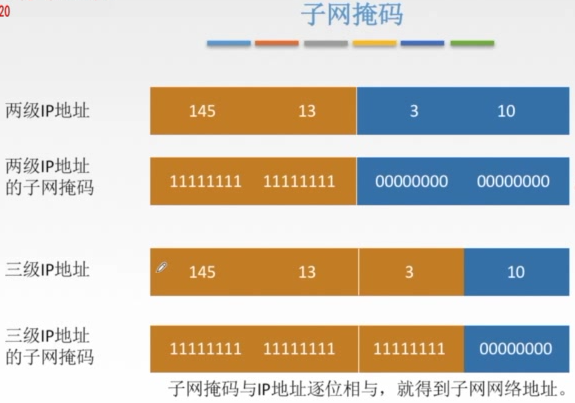 20
子网掩码
两级IP地址 145 13 3 10
两级IP地址
的子网掩码 11111111 11111111 00000000 00000000
三级IP地址 145 13 3 10
三级IP地址
的子网掩码 11111111 11111111 11111111 00000000
子网掩码与IP地址逐位相与，就得到子网网络地址。